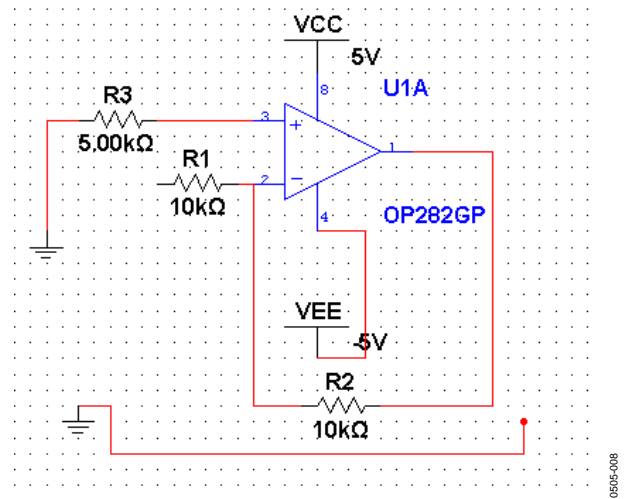 VCC
5V
8
U1A
R3
3
+
5.00kΩ
1
R1
2
−
10kΩ
4
OP282GP
VEE
-5V
R2
10kΩ
0505-008